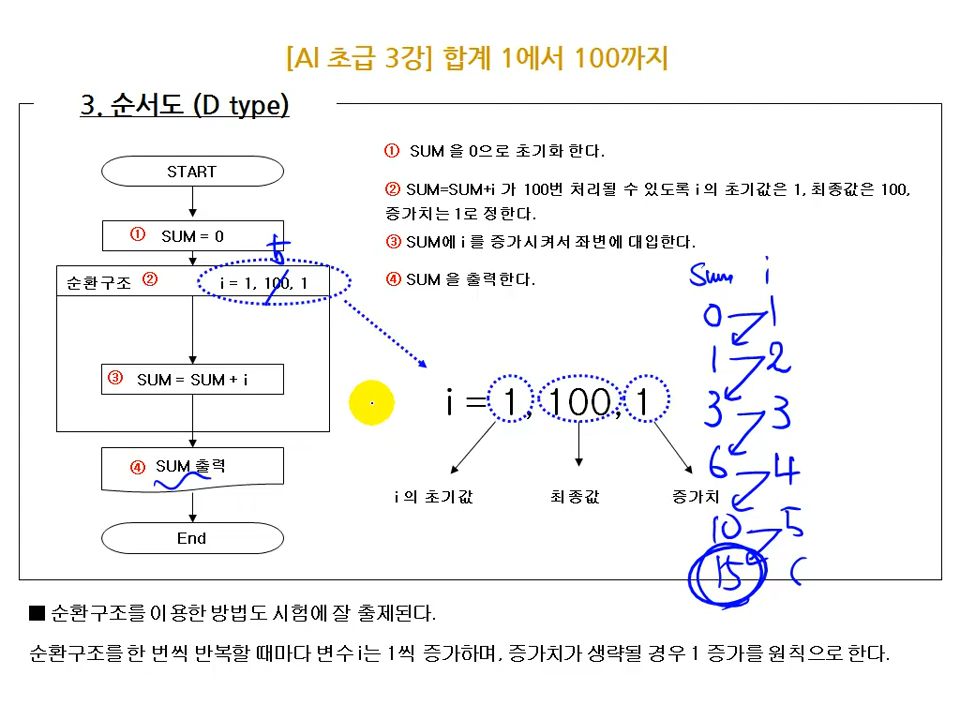 [AI 초급 3강] 합계 1에서 100까지
3. 순서도 (D type)
START
① SUM = 0
5
순환구조 ② i = 1, 100, 1
③ SUM = SUM + i
④ SUM 출력
End
① SUM 을 0으로 초기화 한다.
② SUM=SUM+i 가 100번 처리될 수 있도록 i 의 초기값은 1, 최종값은 100,
증가치는 1로 정한다.
③ SUM에 i 를 증가시켜서 좌변에 대입한다.
④ SUM 을 출력한다.
i = 1, 100, 1
i 의 초기값 최종값 증가치
Sum i
0 1
1 2
3 3
6 4
10 5
15
■ 순환구조를 이용한 방법도 시험에 잘 출제된다.
순환구조를 한 번씩 반복할 때마다 변수 i는 1씩 증가하며, 증가치가 생략될 경우 1 증가를 원칙으로 한다.